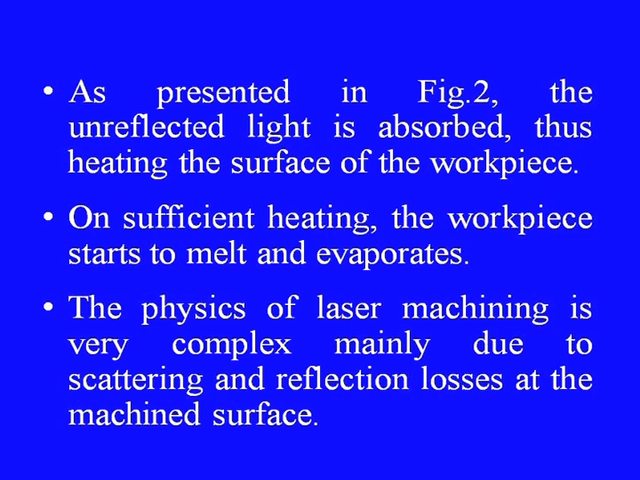 • As presented in Fig.2, the
unreflected light is absorbed, thus
heating the surface of the workpiece.
• On sufficient heating, the workpiece
starts to melt and evaporates.
• The physics of laser machining is
very complex mainly due to
scattering and reflection losses at the
machined surface.